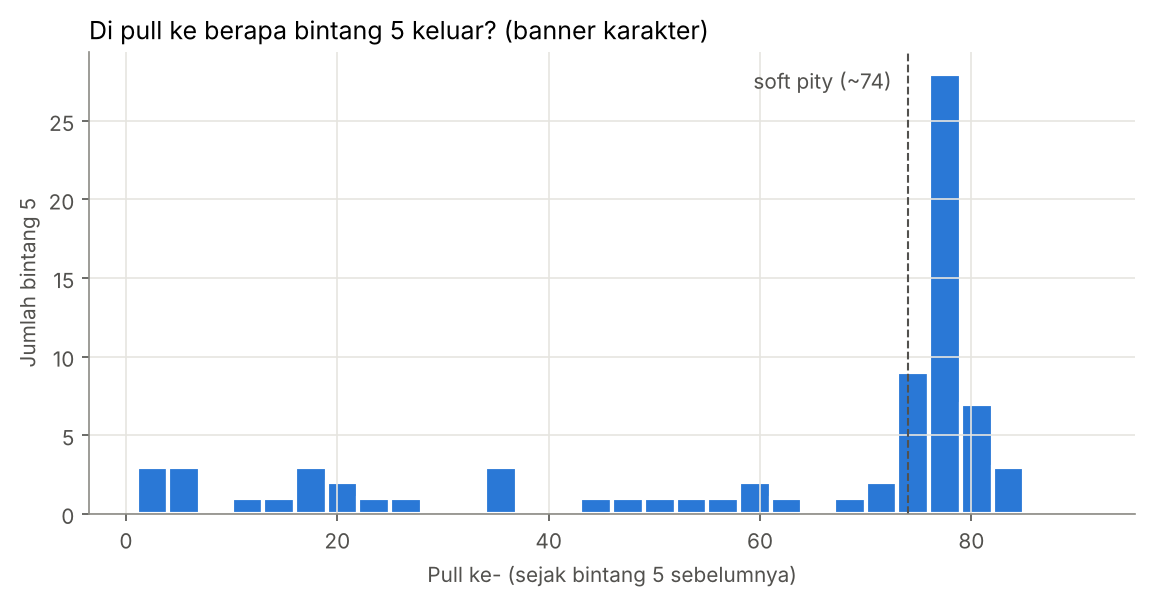 Di pull ke berapa bintang 5 keluar? (banner karakter)
soft pity (~74)
Jumlah bintang 5
25
20
15
10
5
0
0 20 40 60 80
Pull ke- (sejak bintang 5 sebelumnya)